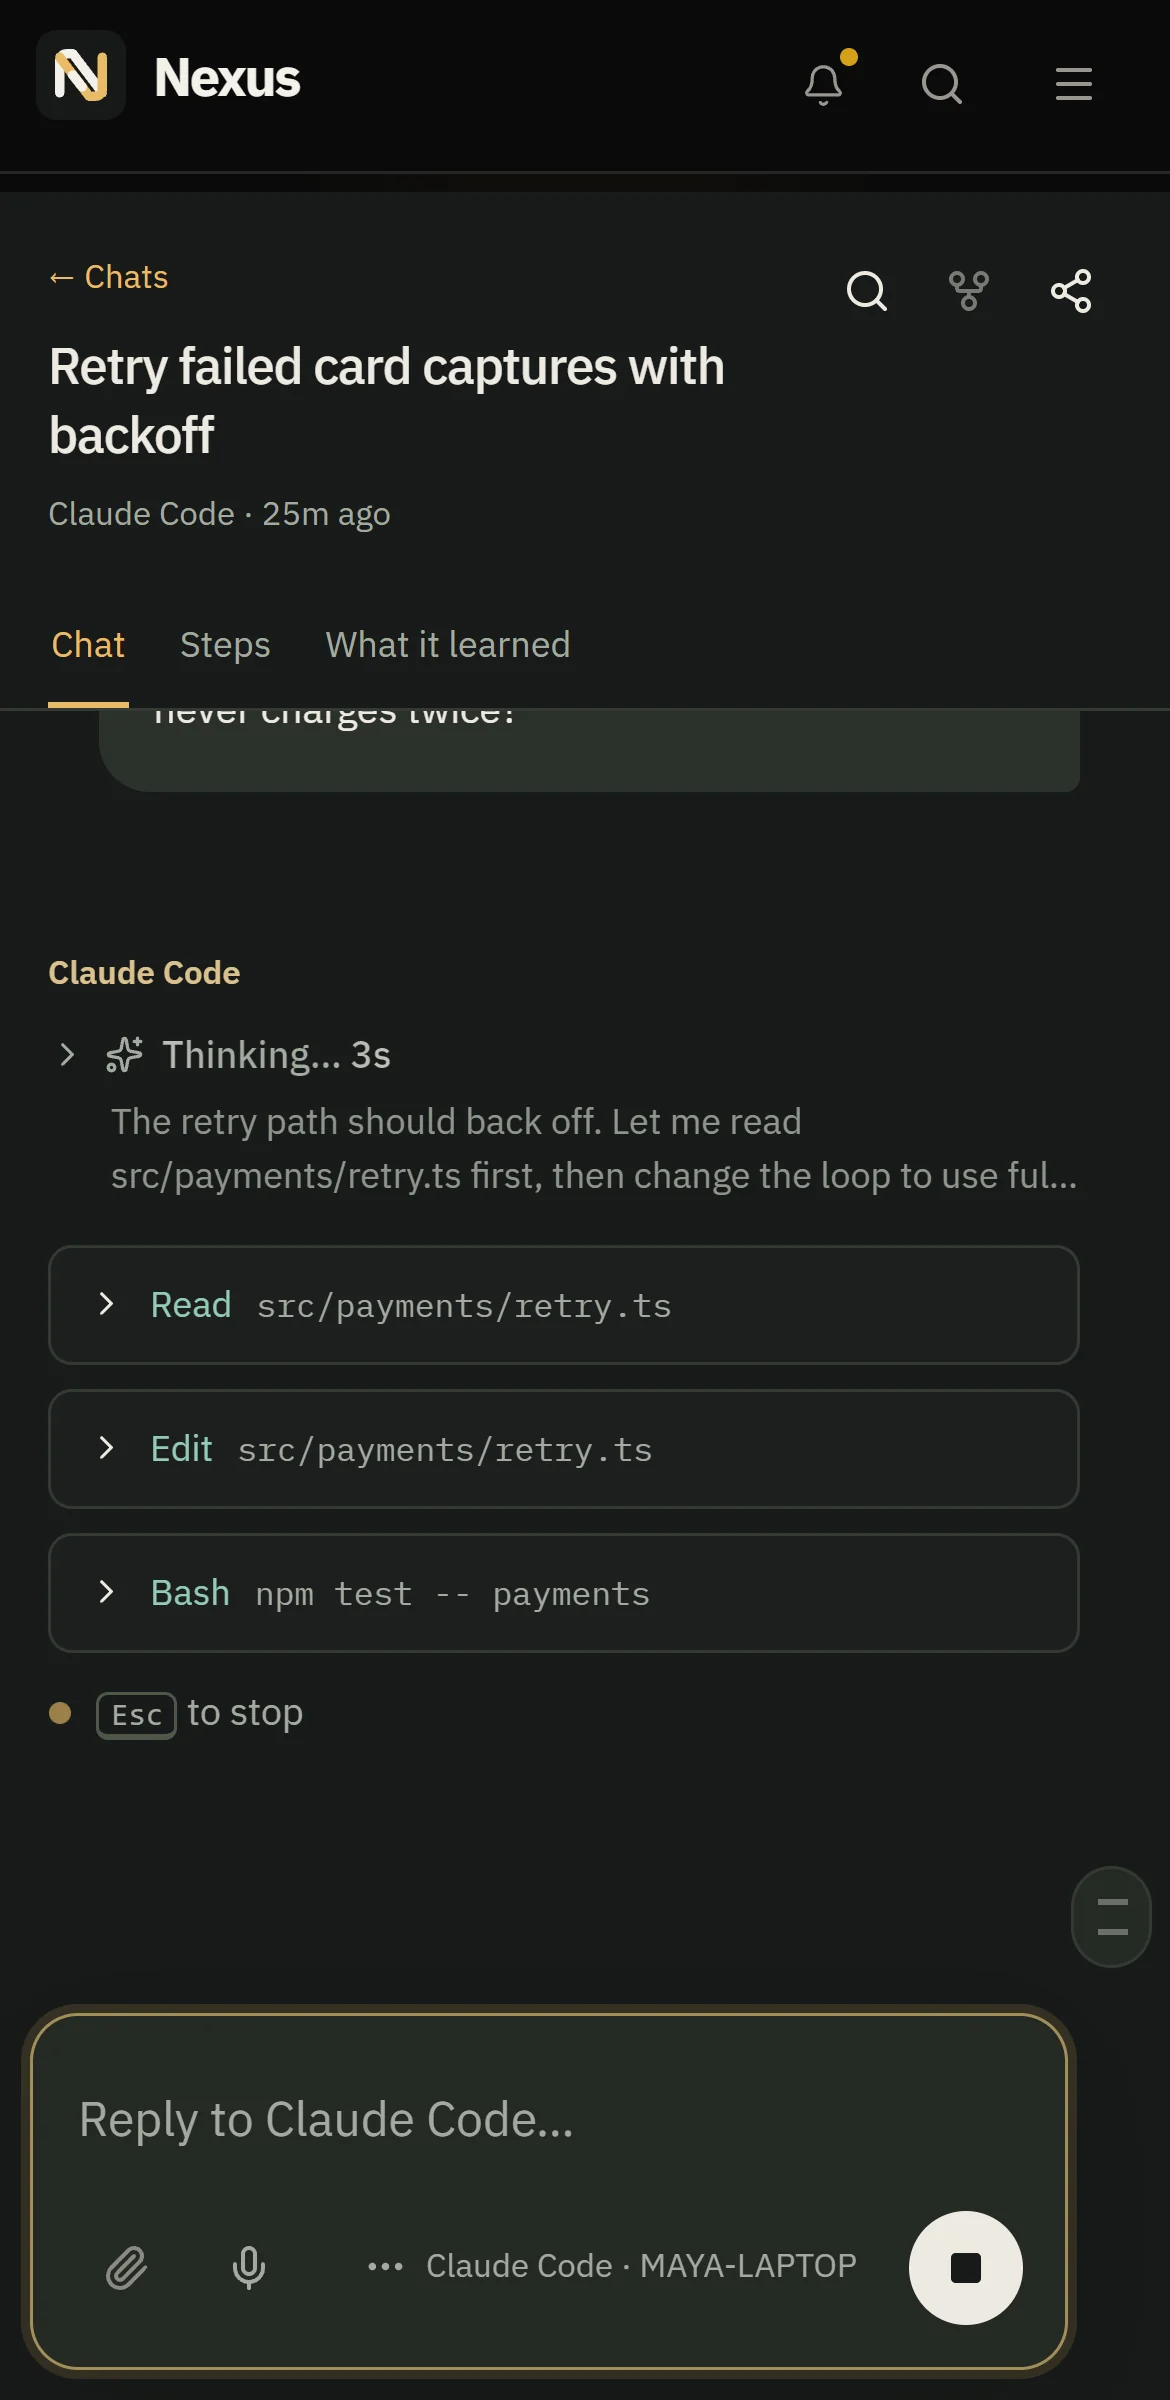 Nexus
← Chats
Retry failed card captures with
backoff
Claude Code · 25m ago
Chat Steps What it learned
never charges twice?
Claude Code
Thinking... 3s
The retry path should back off. Let me read
src/payments/retry.ts first, then change the loop to use ful...
Read src/payments/retry.ts
Edit src/payments/retry.ts
Bash npm test -- payments
Esc to stop
Reply to Claude Code...
Claude Code · MAYA-LAPTOP